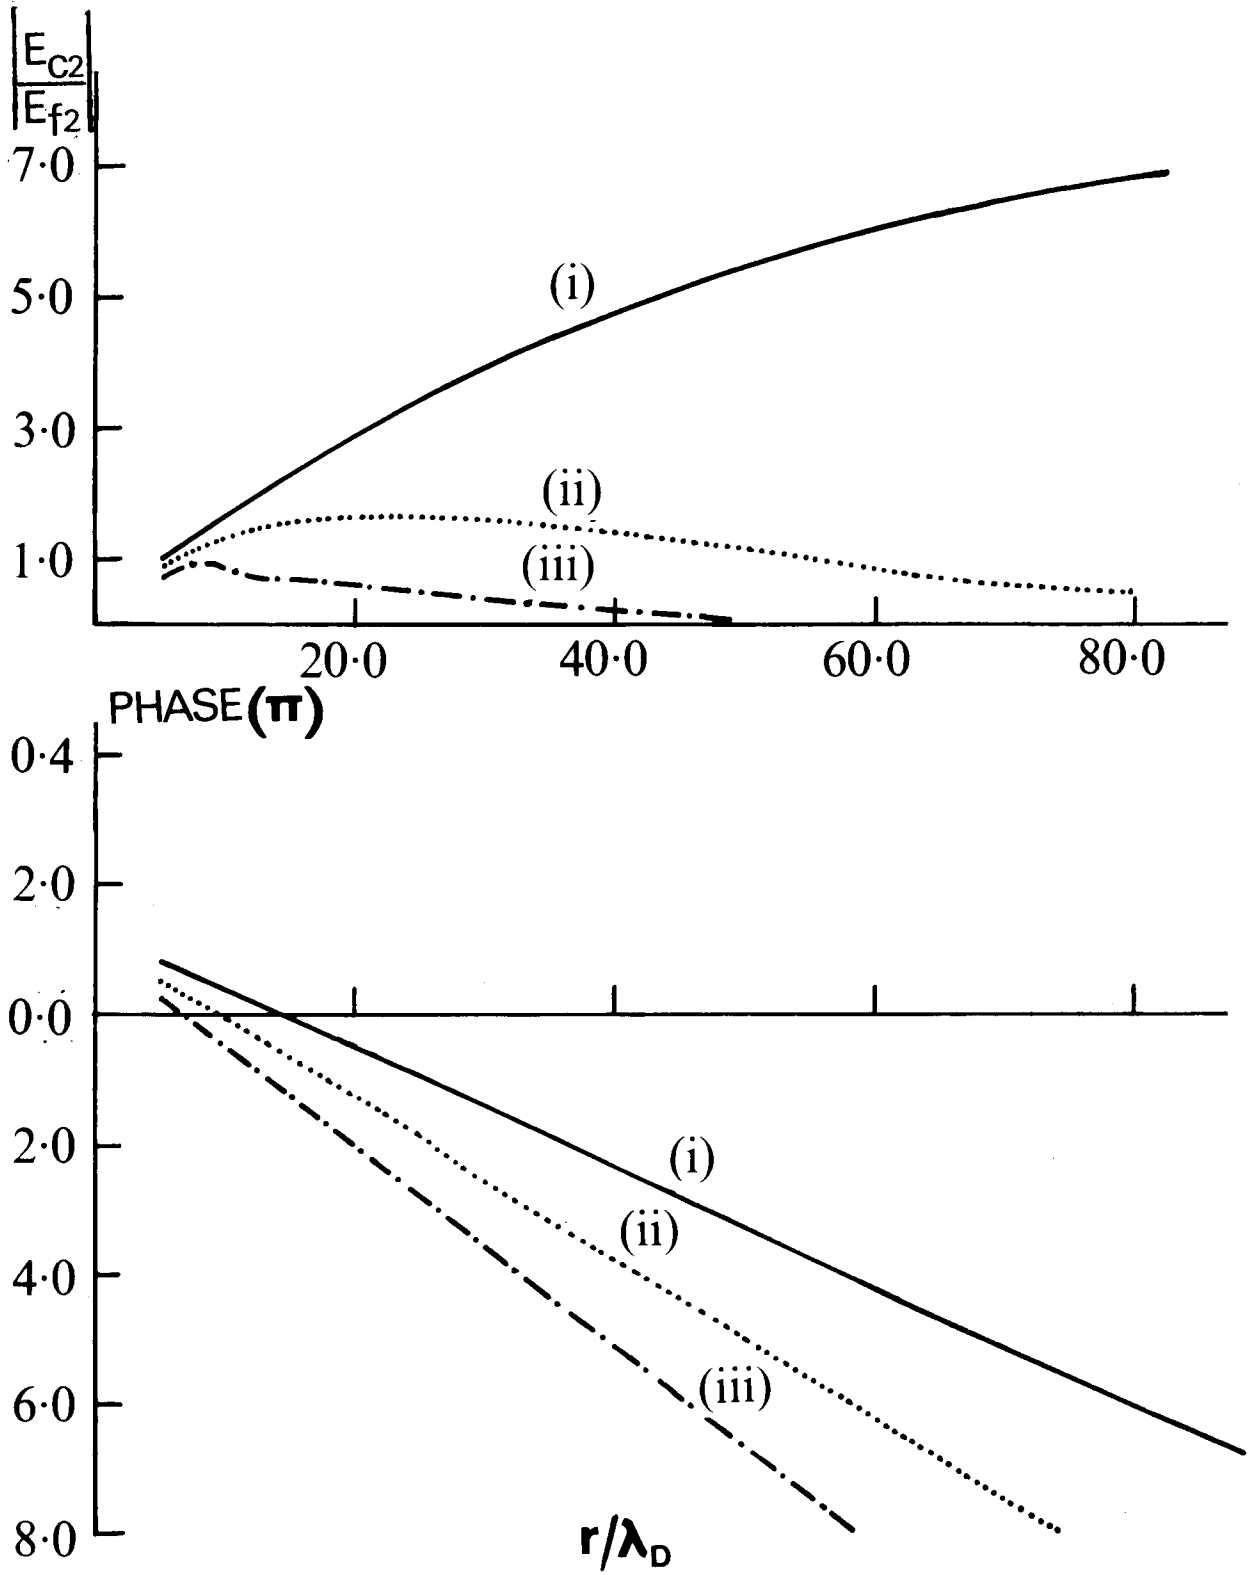 |E_C2
E_f2|
7·0
5·0
(i)
3·0
(ii)
1·0
(iii)
20·0 40·0 60·0 80·0
PHASE(π)
0·4
2·0
0·0
2·0
(i)
(ii)
4·0
(iii)
6·0
8·0
r/λ_D